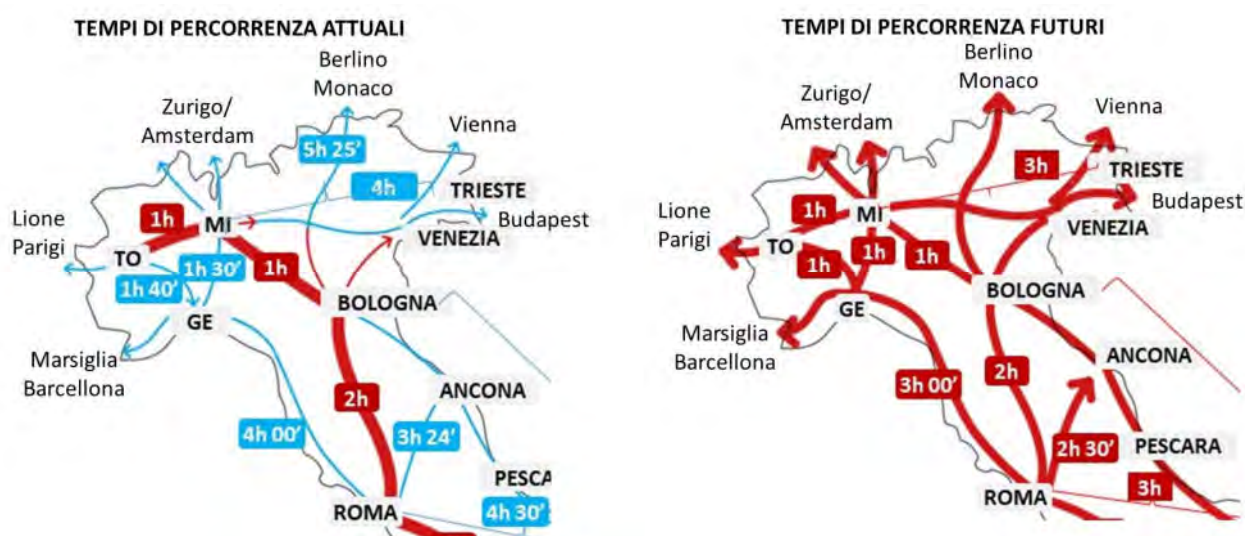 TEMPI DI PERCORRENZA ATTUALI
Berlino
Monaco
Zurigo/
Amsterdam
Vienna
5h 25’
4h
TRIESTE
1h
MI
Budapest
Lione
Parigi
VENEZIA
TO
1h 30’
1h
1h 40’
BOLOGNA
GE
Marsiglia
Barcellona
ANCONA
2h
4h 00’
3h 24’
PESCA
ROMA
4h 30’
TEMPI DI PERCORRENZA FUTURI
Berlino
Monaco
Zurigo/
Amsterdam
Vienna
3h
TRIESTE
1h
MI
Budapest
Lione
Parigi
VENEZIA
TO
1h
1h
1h
BOLOGNA
GE
Marsiglia
Barcellona
ANCONA
3h 00’
2h
2h 30’
PESCARA
3h
ROMA